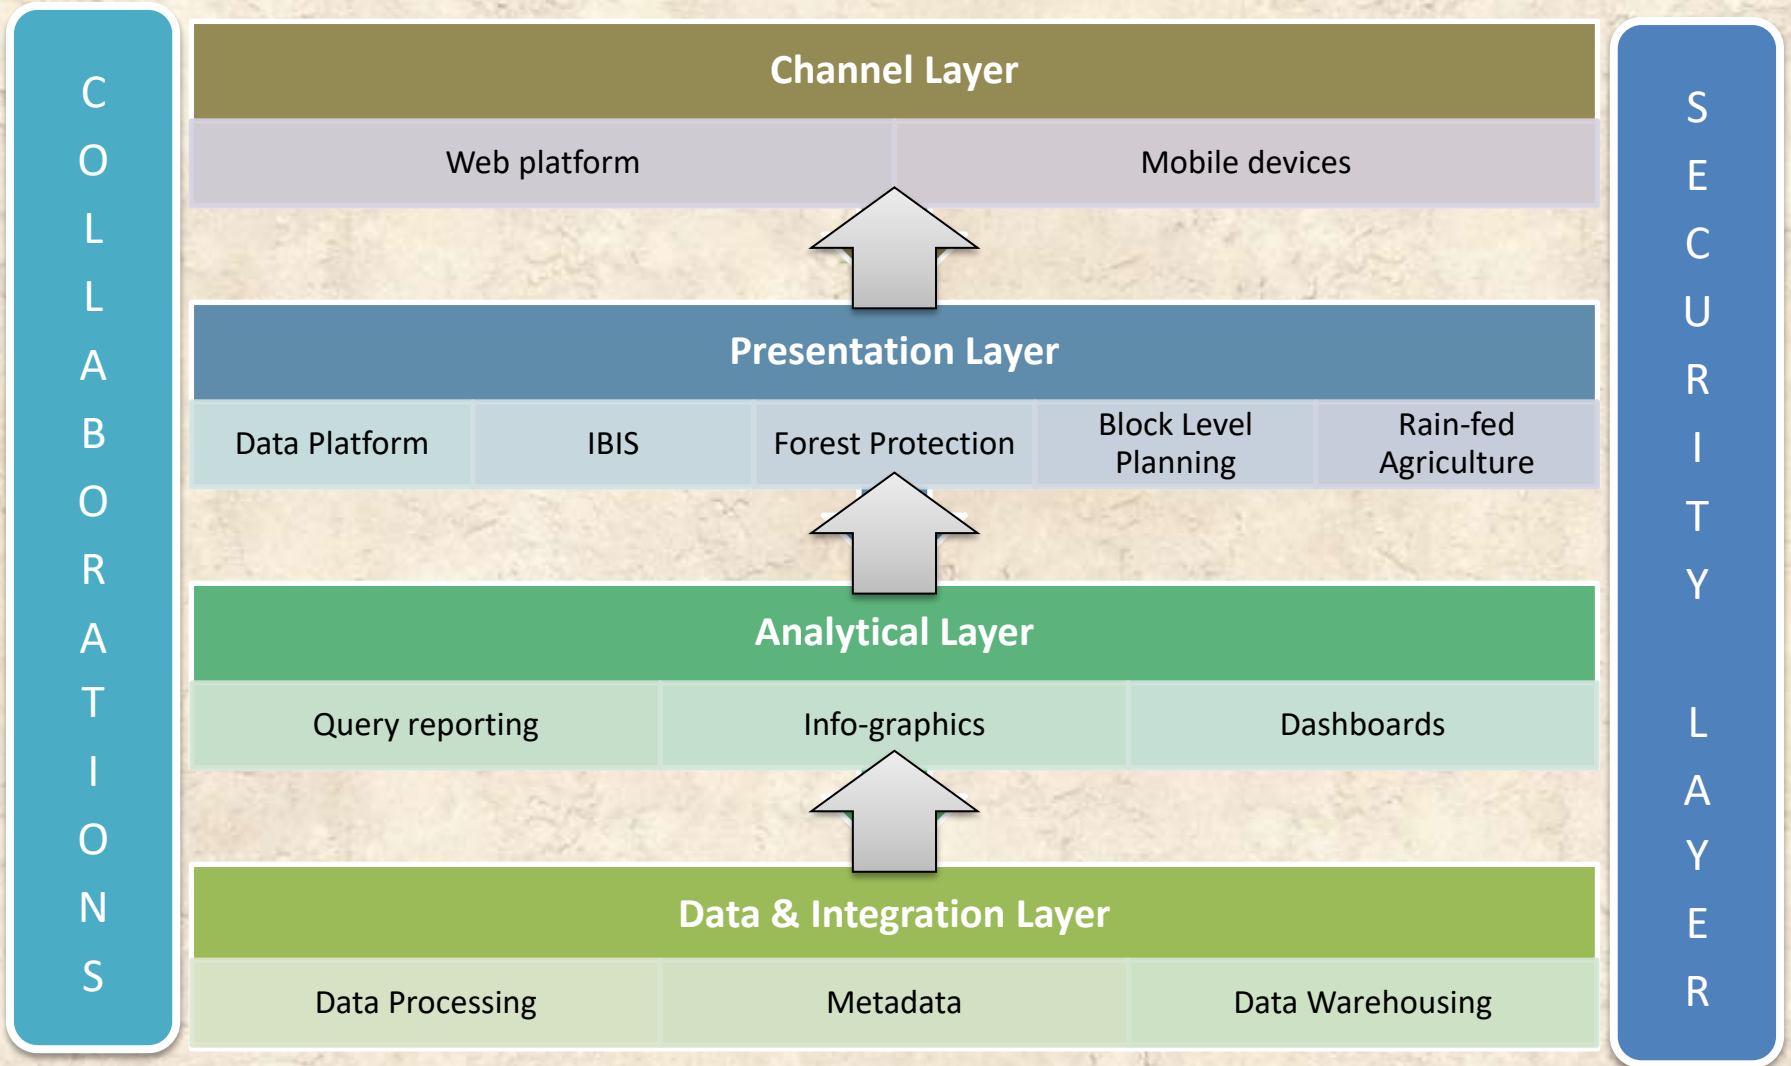 COLLABORATIONS
Channel Layer
Web platform
Mobile devices
Presentation Layer
Data Platform
IBIS
Forest Protection
Block Level
Planning
Rain-fed
Agriculture
Analytical Layer
Query reporting
Info-graphics
Dashboards
Data & Integration Layer
Data Processing
Metadata
Data Warehousing
SECURITY LAYER